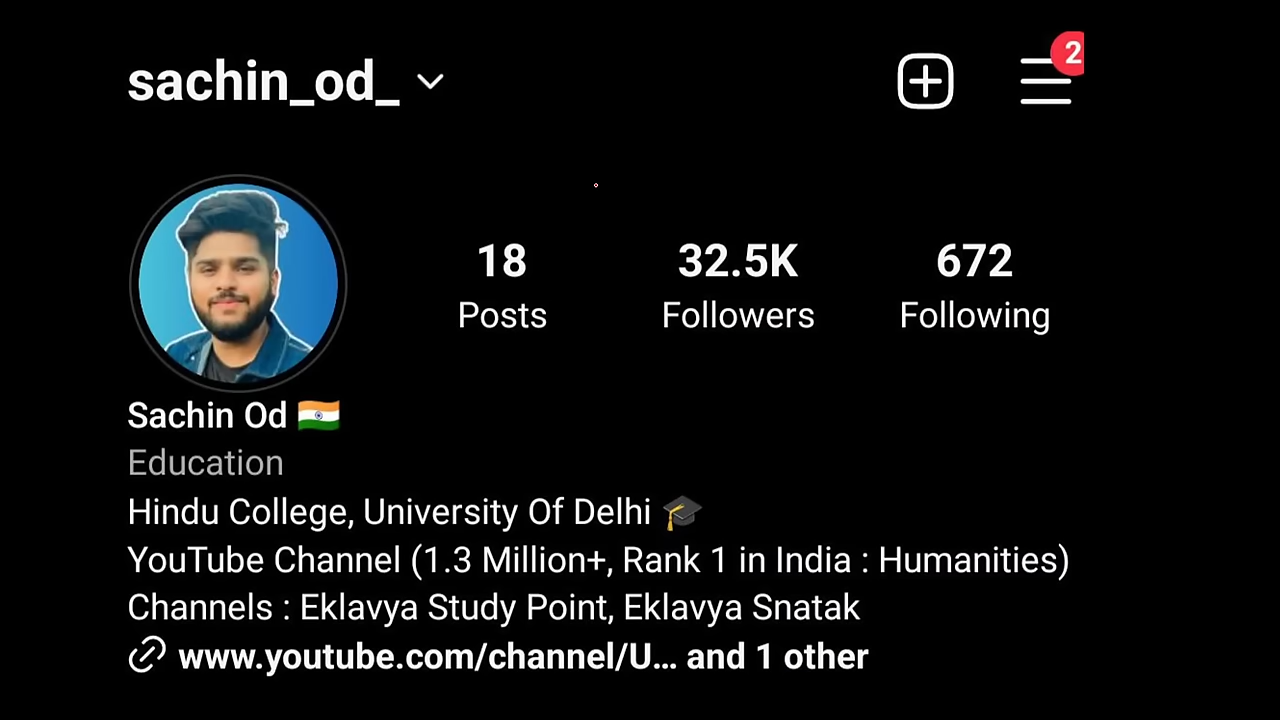 sachin_od_
2
18 32.5K 672
Posts Followers Following
Sachin Od 🇮🇳
Education
Hindu College, University Of Delhi 🎓
YouTube Channel (1.3 Million+, Rank 1 in India : Humanities)
Channels : Eklavya Study Point, Eklavya Snatak
www.youtube.com/channel/U... and 1 other